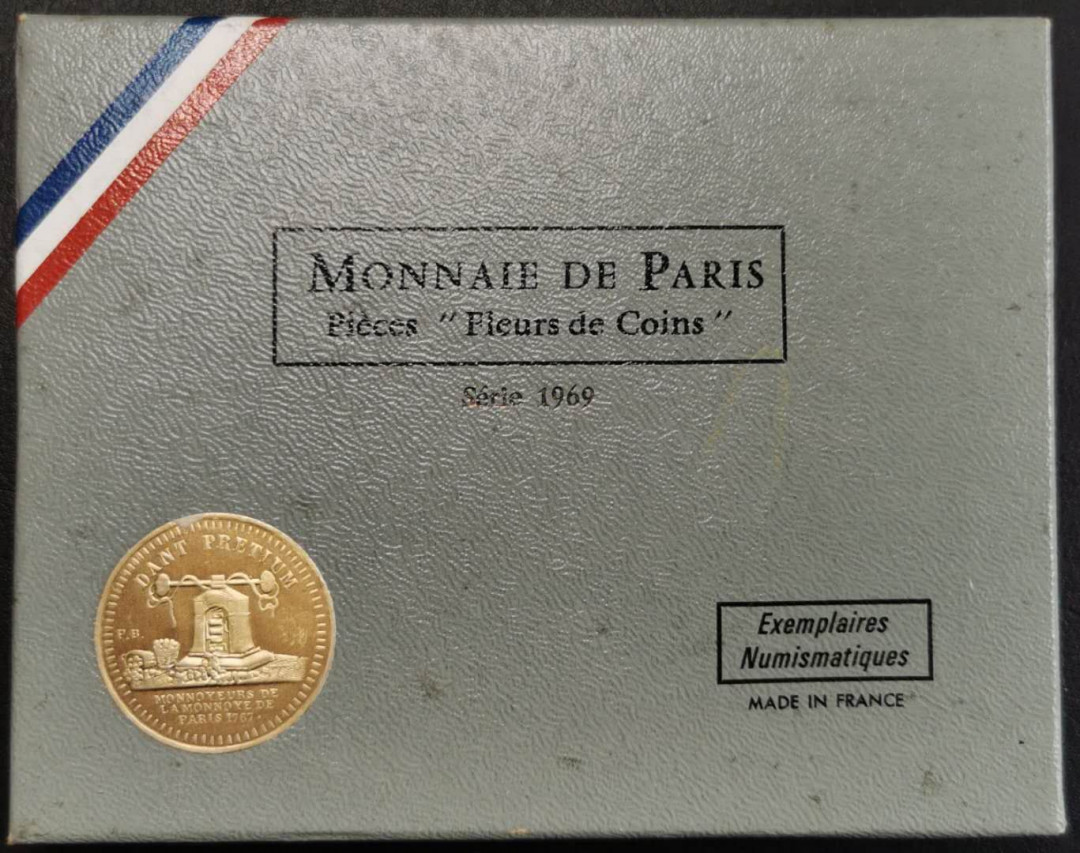 MONNAIE DE PARIS
Pièces "Fleurs de Coins"
Série 1969
DANT PRETIUM
P.B.
MONNOYEURS DE
LA MONNOYE DE
PARIS 1767.
Exemplaires
Numismatiques
MADE IN FRANCE